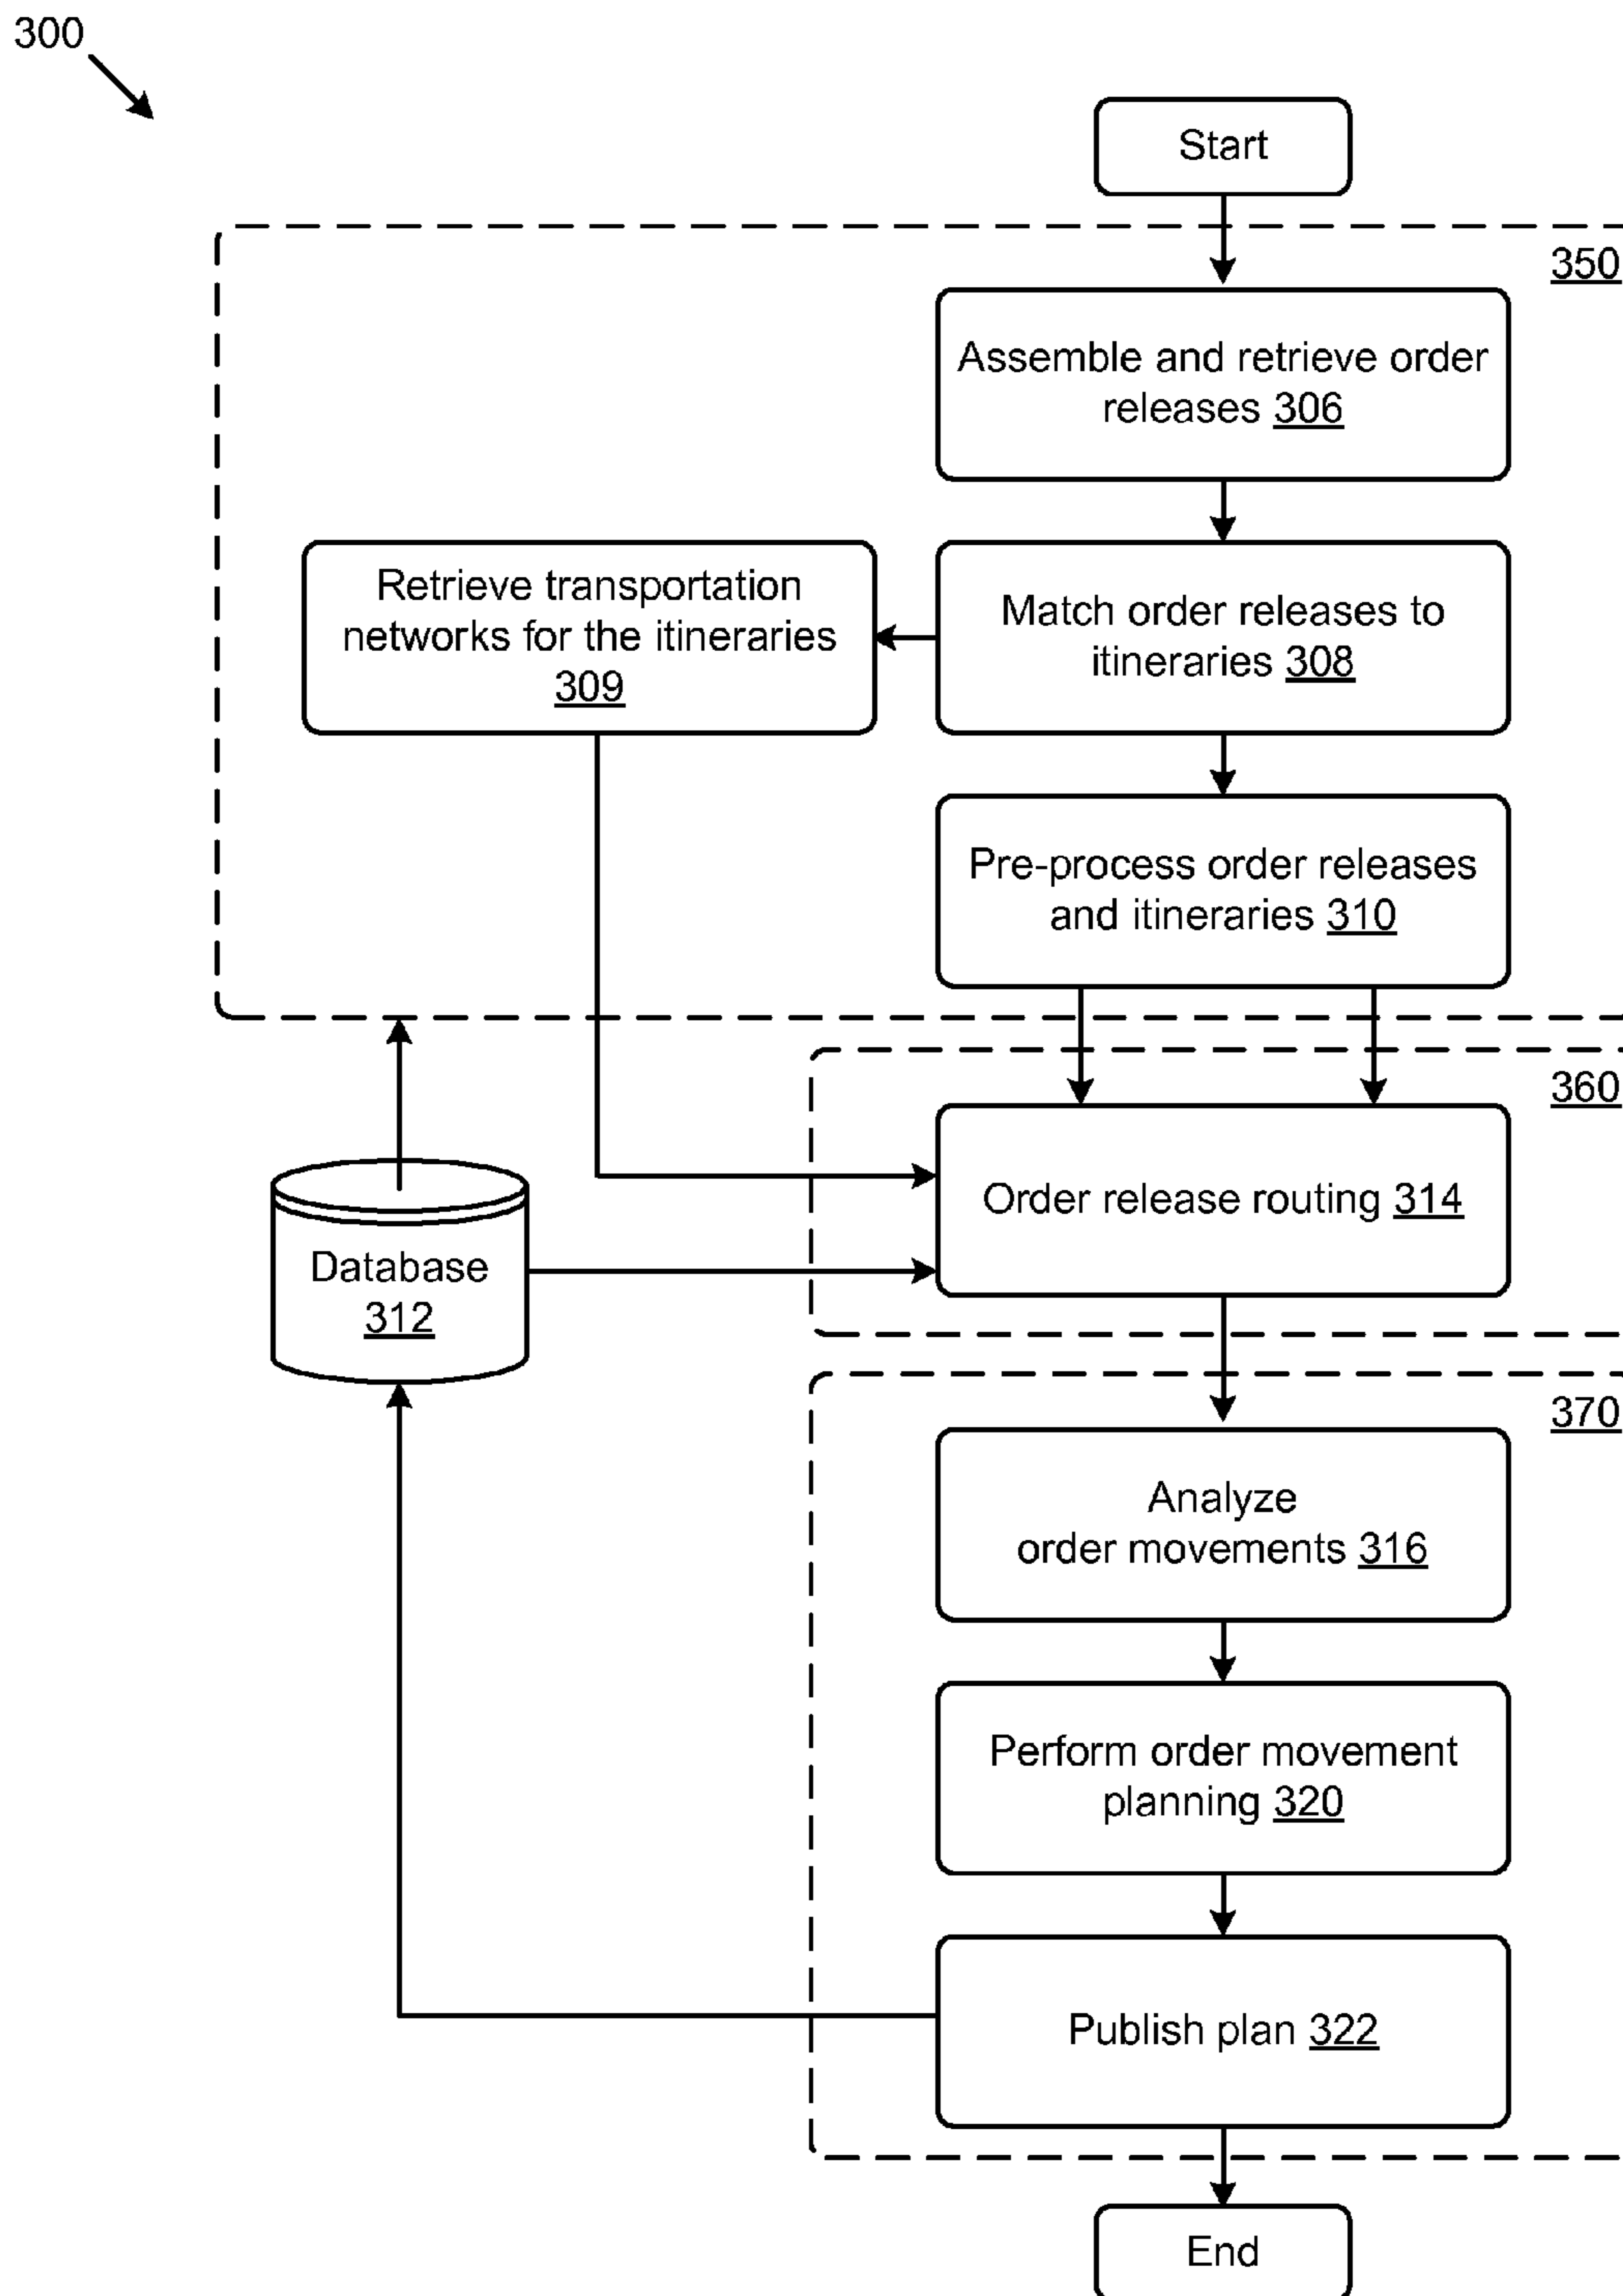 300
Start
350
Assemble and retrieve order
releases 306
Retrieve transportation
networks for the itineraries
309
Match order releases to
itineraries 308
Pre-process order releases
and itineraries 310
360
Order release routing 314
Database
312
370
Analyze
order movements 316
Perform order movement
planning 320
Publish plan 322
End